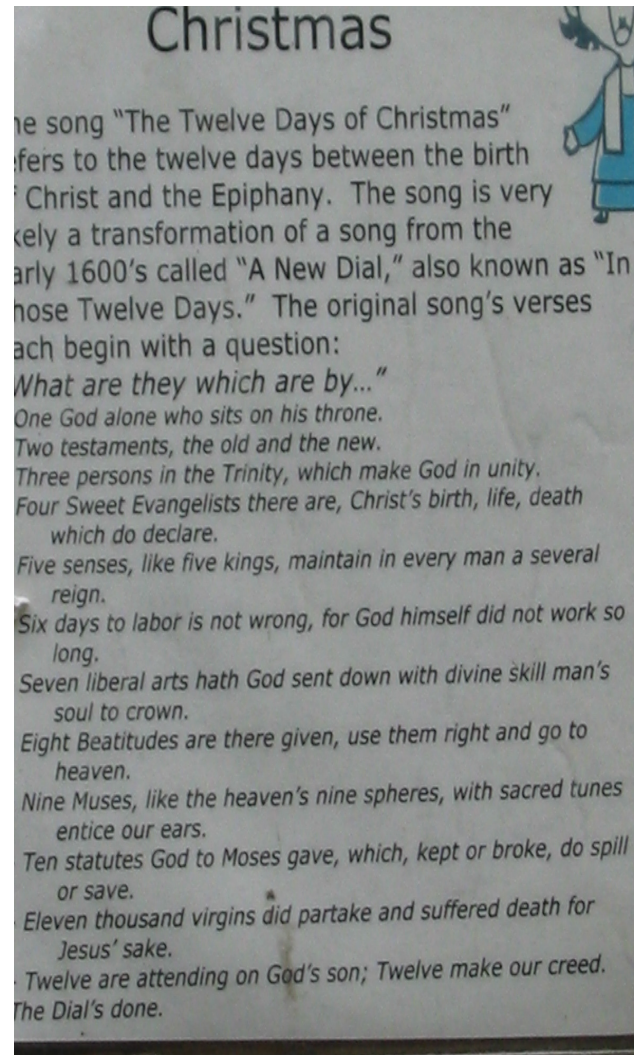 Christmas
he song “The Twelve Days of Christmas”
efers to the twelve days between the birth
f Christ and the Epiphany. The song is very
kely a transformation of a song from the
arly 1600’s called “A New Dial,” also known as “In
hose Twelve Days.” The original song’s verses
ach begin with a question:
What are they which are by...”
One God alone who sits on his throne.
Two testaments, the old and the new.
Three persons in the Trinity, which make God in unity.
Four Sweet Evangelists there are, Christ’s birth, life, death
which do declare.
Five senses, like five kings, maintain in every man a several
reign.
Six days to labor is not wrong, for God himself did not work so
long.
Seven liberal arts hath God sent down with divine skill man’s
soul to crown.
Eight Beatitudes are there given, use them right and go to
heaven.
Nine Muses, like the heaven’s nine spheres, with sacred tunes
entice our ears.
Ten statutes God to Moses gave, which, kept or broke, do spill
or save.
Eleven thousand virgins did partake and suffered death for
Jesus’ sake.
Twelve are attending on God’s son; Twelve make our creed.
The Dial’s done.